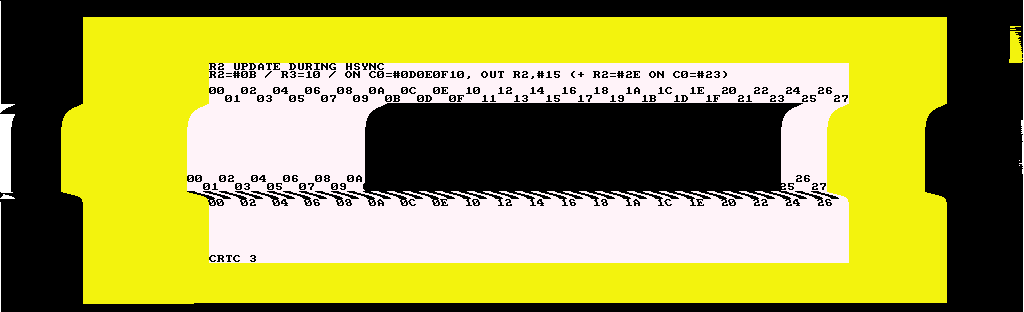 R2 UPDATE DURING HSYNC
R2=#0B / R3=10 / ON C0=#0D0E0F10, OUT R2,#15 (+ R2=#2E ON C0=#23)
00 02 04 06 08 0A 0C 0E 10 12 14 16 18 1A 1C 1E 20 22 24 26
01 03 05 07 09 0B 0D 0F 11 13 15 17 19 1B 1D 1F 21 23 25 27
00 02 04 06 08 0A 26
01 03 05 07 09 25 27
00 02 04 06 08 0A 0C 0E 10 12 14 16 18 1A 1C 1E 20 22 24 26
CRTC 3